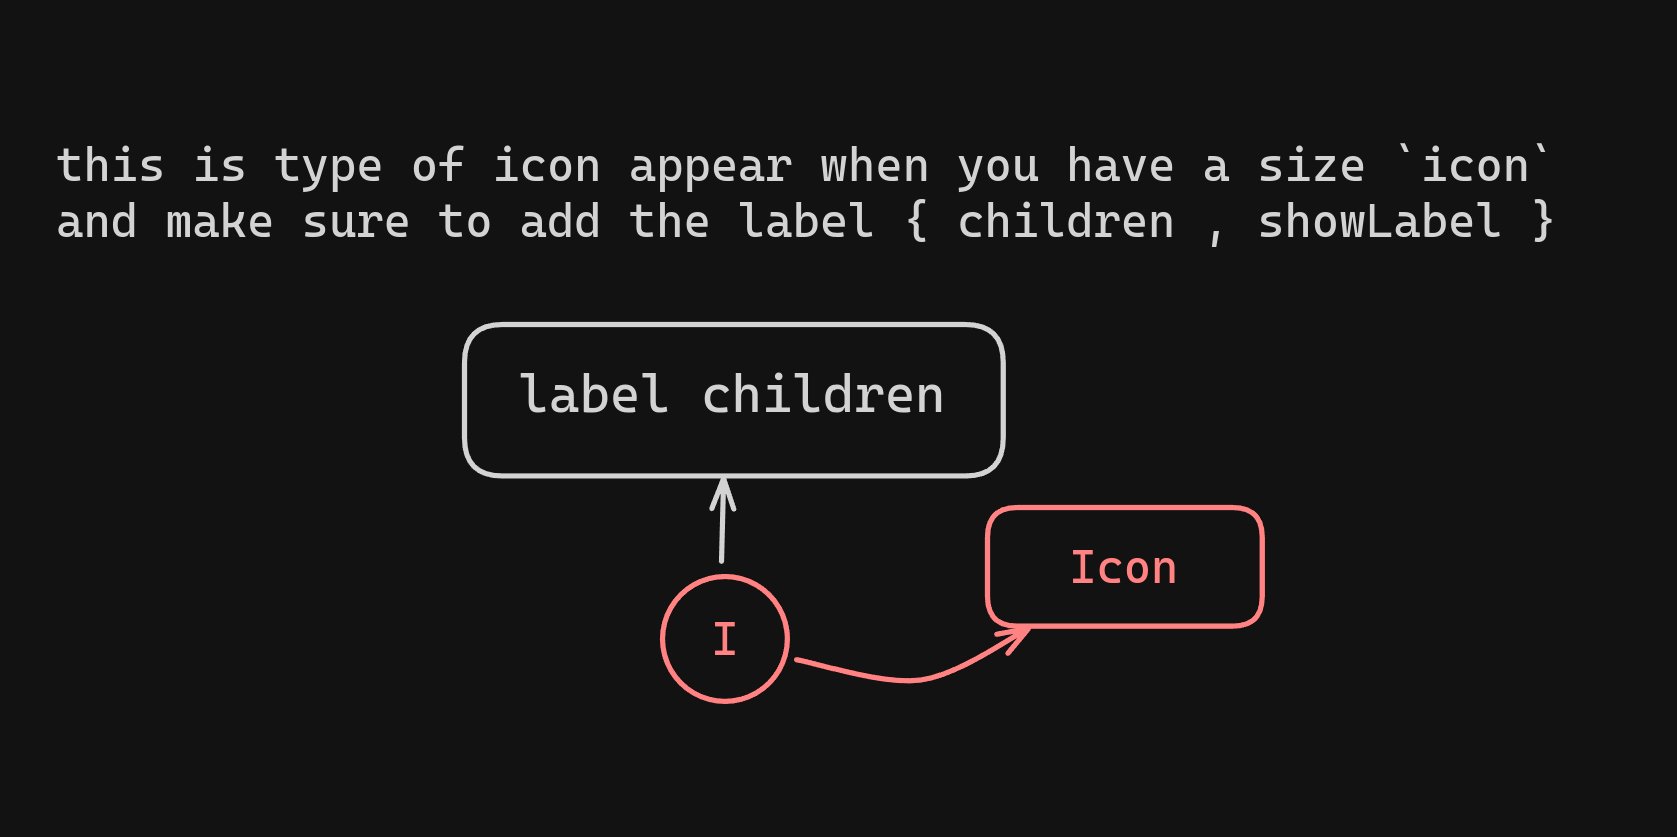 this is type of icon appear when you have a size `icon`
and make sure to add the label { children , showLabel }
label children
Icon
I